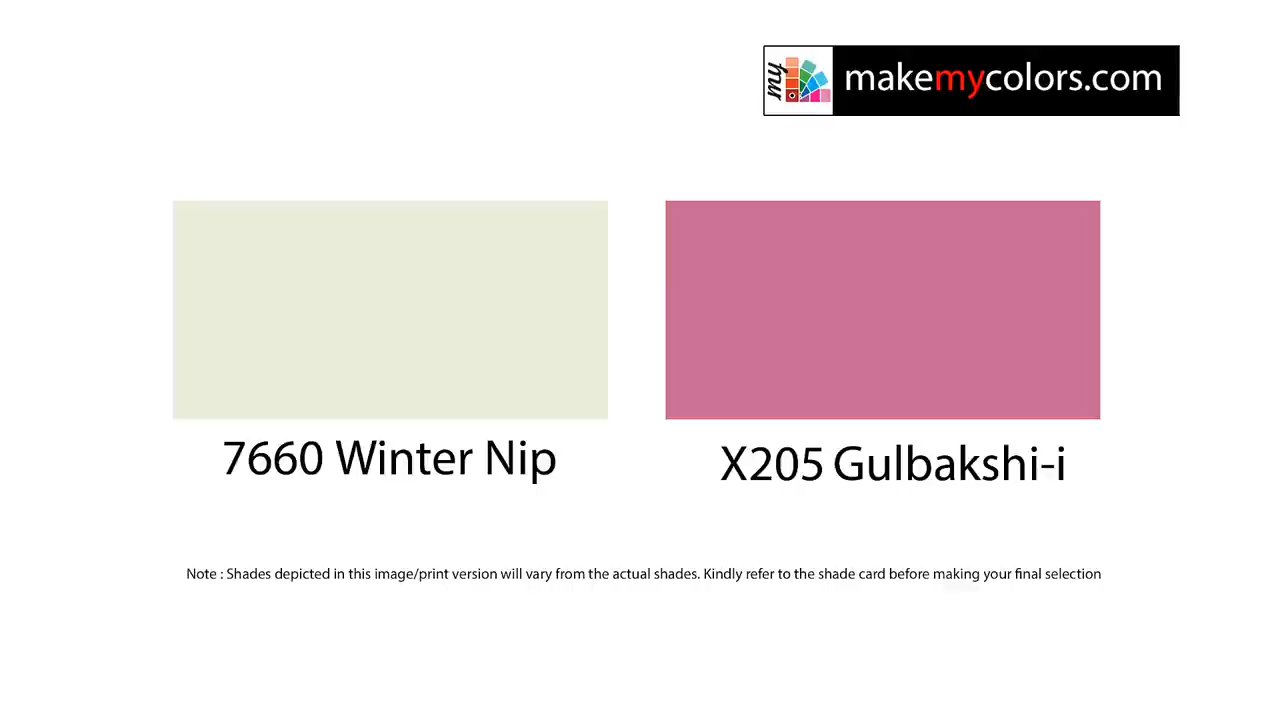 my
makemycolors.com
7660 Winter Nip
X205 Gulbakshi-i
Note : Shades depicted in this image/print version will vary from the actual shades. Kindly refer to the shade card before making your final selection